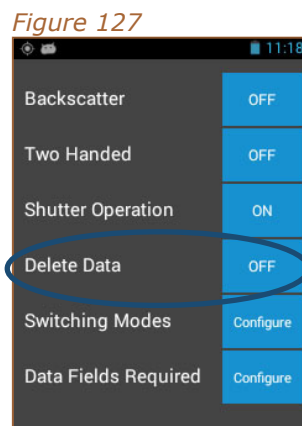 Figure 127
11:18
Backscatter OFF
Two Handed OFF
Shutter Operation ON
Delete Data OFF
Switching Modes Configure
Data Fields Required Configure